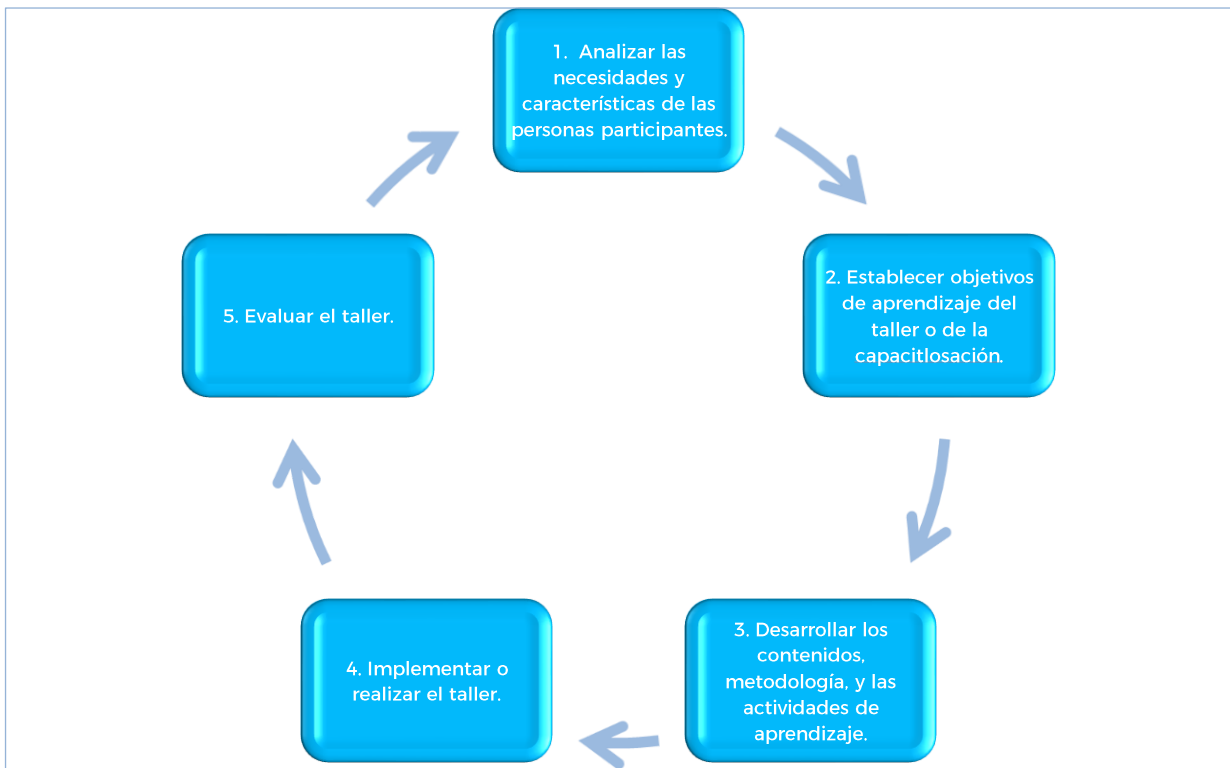 1. Analizar las
necesidades y
características de las
personas participantes.
2. Establecer objetivos
de aprendizaje del
taller o de la
capacitlosación.
3. Desarrollar los
contenidos,
metodología, y las
actividades de
aprendizaje.
4. Implementar o
realizar el taller.
5. Evaluar el taller.